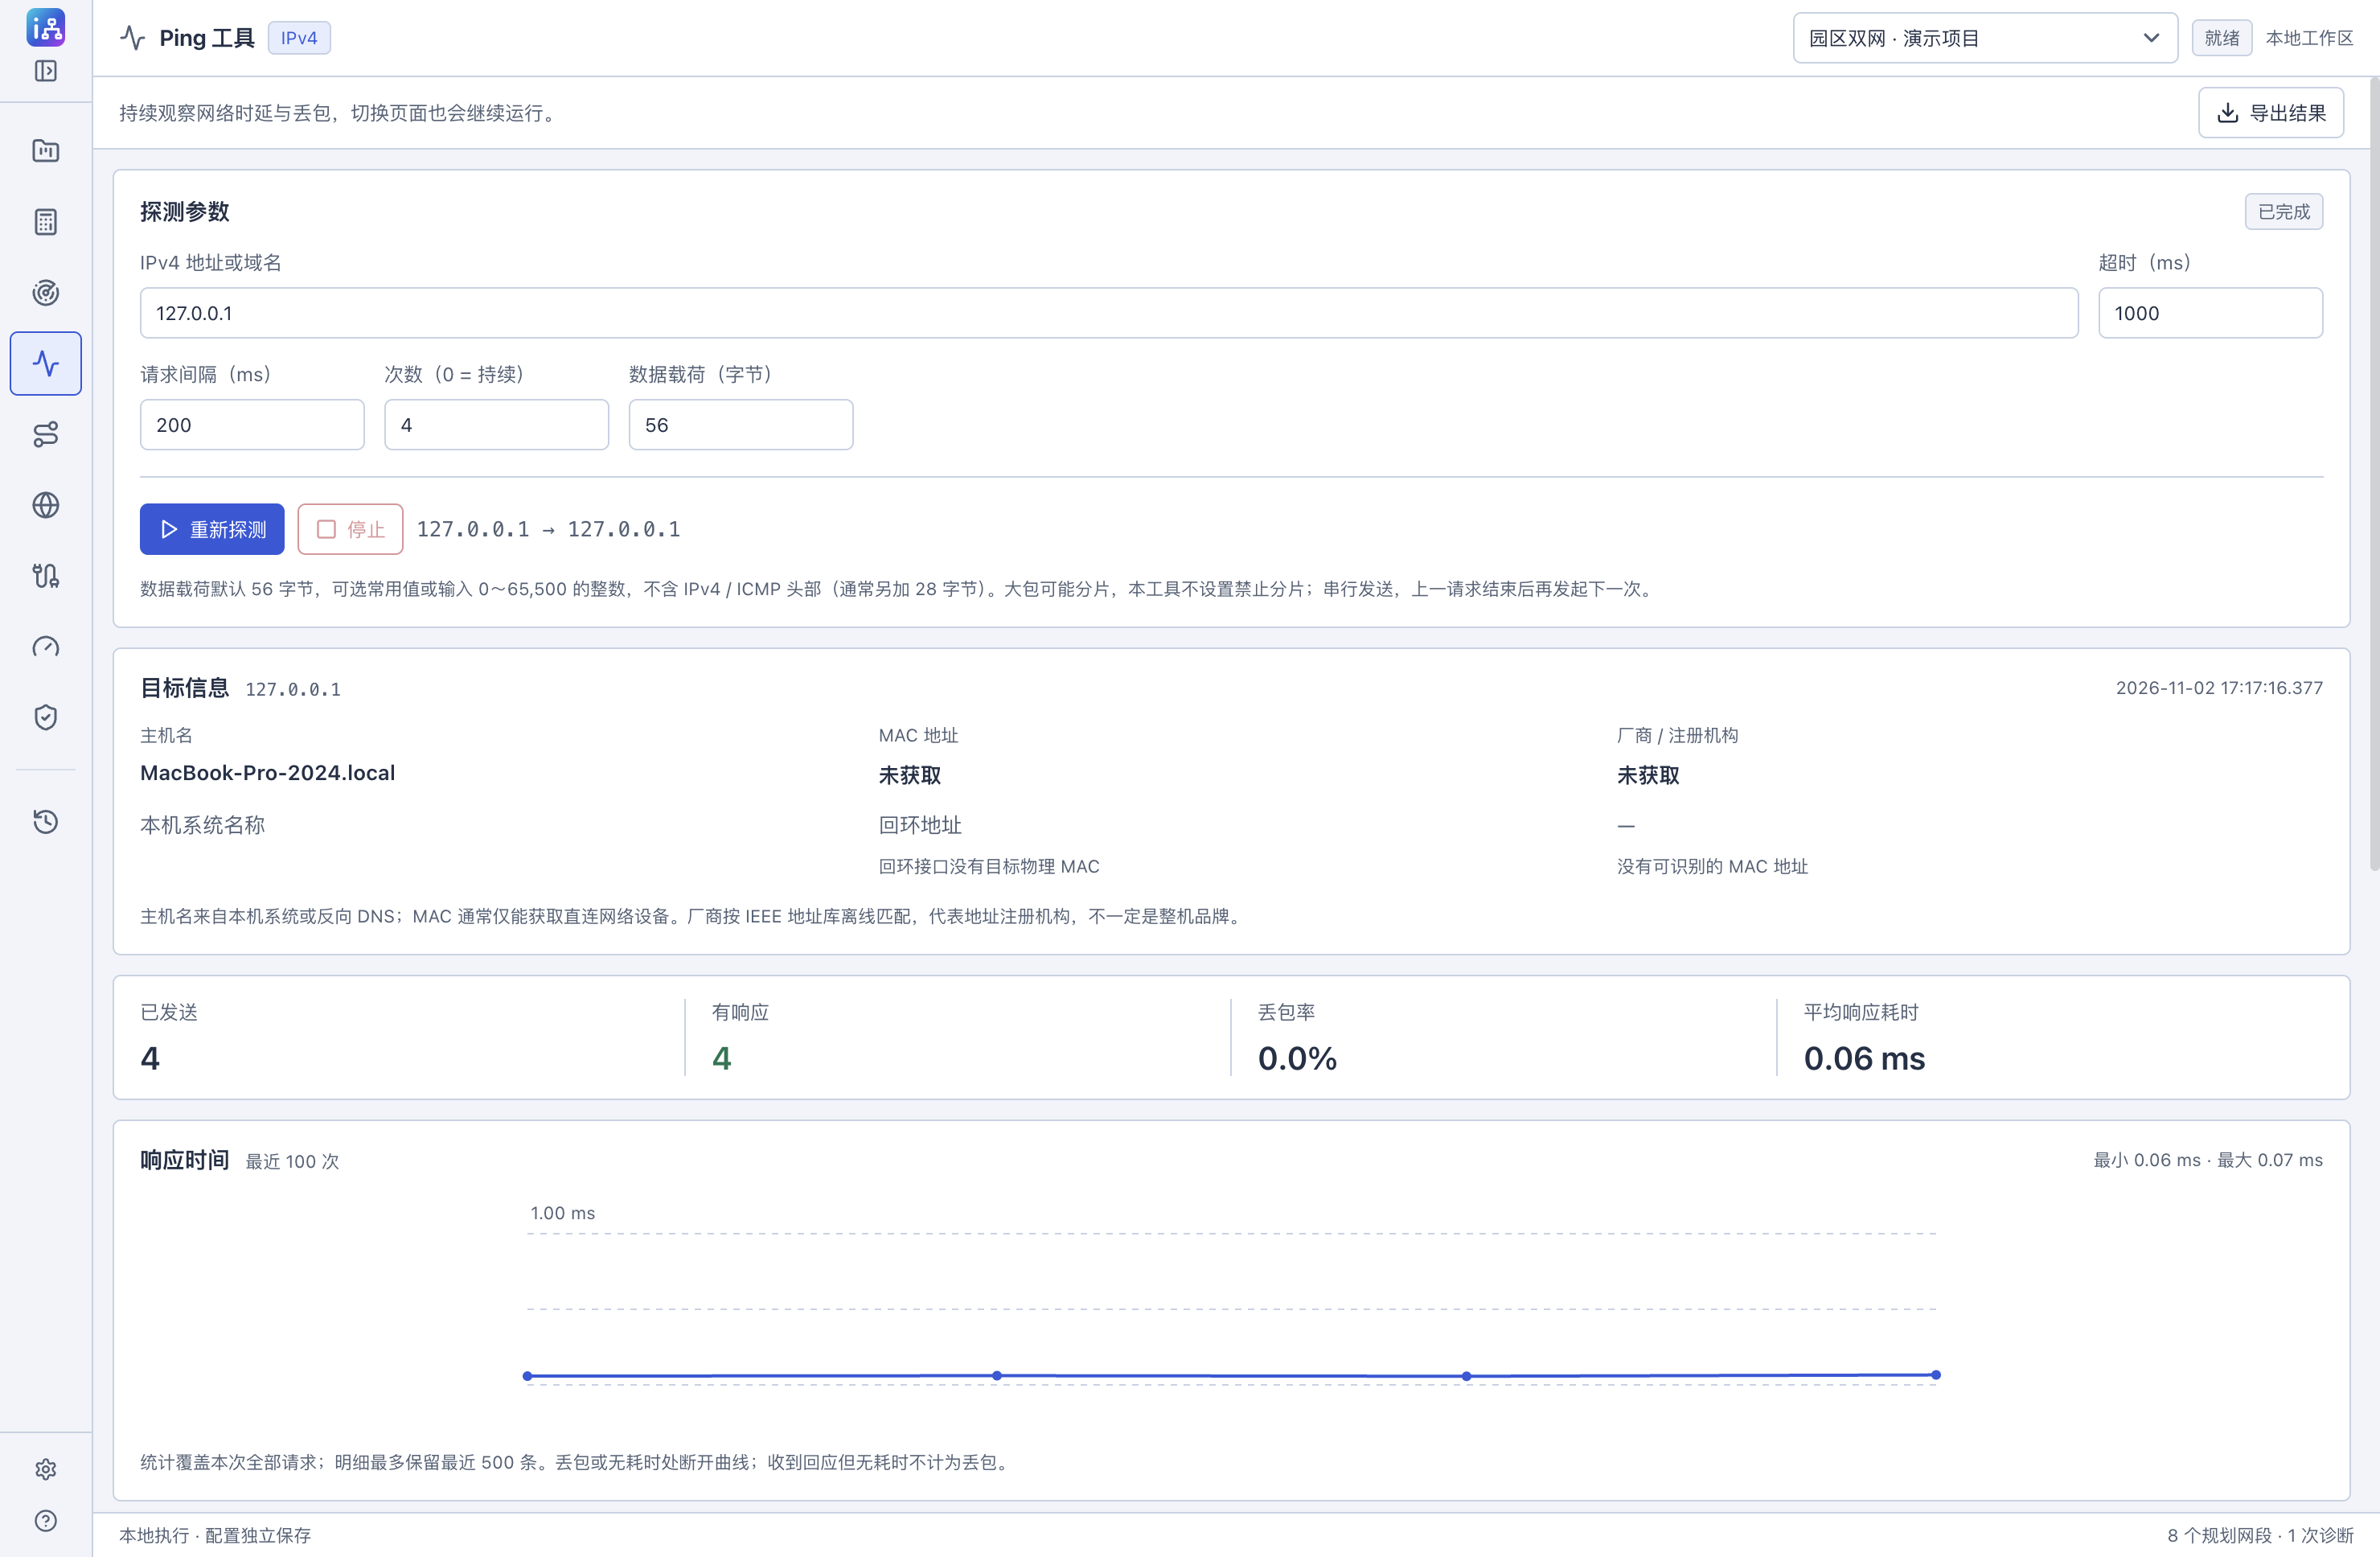 Ping 工具
IPv4
园区双网 · 演示项目
就绪
本地工作区
持续观察网络时延与丢包，切换页面也会继续运行。
导出结果
探测参数
已完成
IPv4 地址或域名
超时（ms）
127.0.0.1
1000
请求间隔（ms）
次数（0 = 持续）
数据载荷（字节）
200
4
56
重新探测
停止
127.0.0.1 → 127.0.0.1
数据载荷默认 56 字节，可选常用值或输入 0～65,500 的整数，不含 IPv4 / ICMP 头部（通常另加 28 字节）。大包可能分片，本工具不设置禁止分片；串行发送，上一请求结束后再发起下一次。
目标信息 127.0.0.1
2026-11-02 17:17:16.377
主机名
MAC 地址
厂商 / 注册机构
MacBook-Pro-2024.local
未获取
未获取
本机系统名称
回环地址
—
回环接口没有目标物理 MAC
没有可识别的 MAC 地址
主机名来自本机系统或反向 DNS；MAC 通常仅能获取直连网络设备。厂商按 IEEE 地址库离线匹配，代表地址注册机构，不一定是整机品牌。
已发送
有响应
丢包率
平均响应耗时
4
4
0.0%
0.06 ms
响应时间 最近 100 次
最小 0.06 ms · 最大 0.07 ms
1.00 ms
统计覆盖本次全部请求；明细最多保留最近 500 条。丢包或无耗时处断开曲线；收到回应但无耗时不计为丢包。
本地执行 · 配置独立保存
8 个规划网段 · 1 次诊断